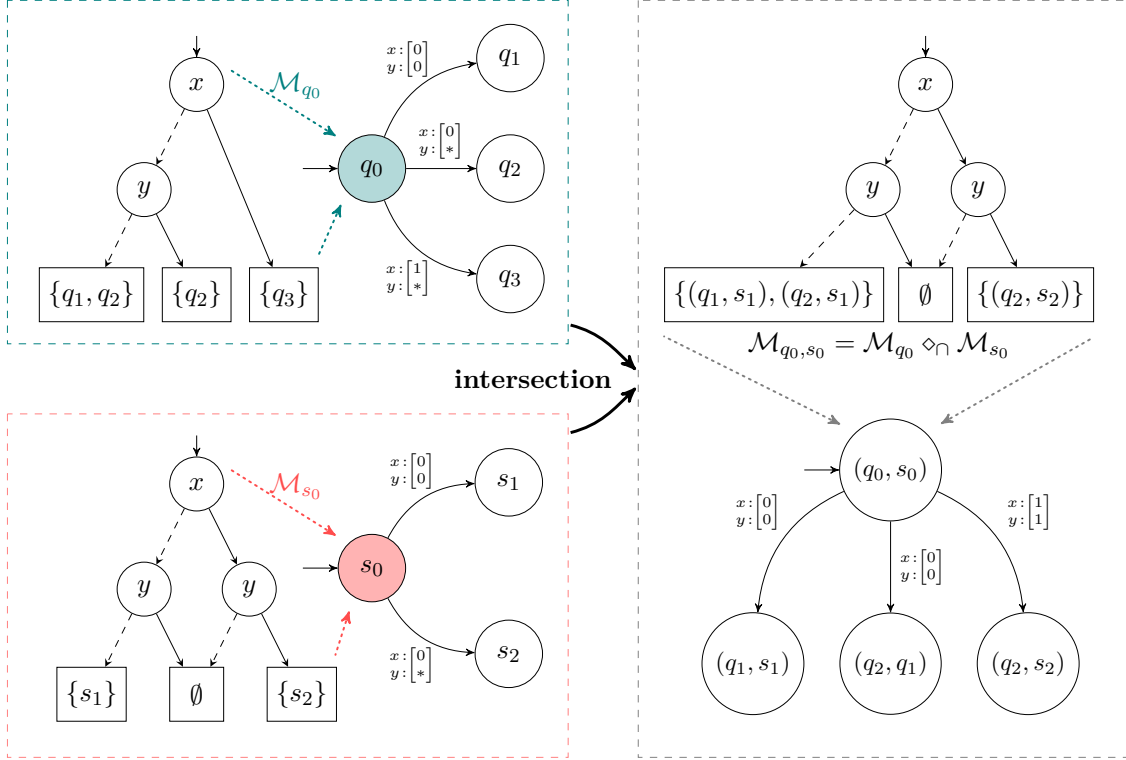 x
y
{q₁, q₂}
{q₂}
{q₃}
ℳ_{q₀}
q₀
x:[0]
y:[0]
x:[0]
y:[*]
x:[1]
y:[*]
q₁
q₂
q₃
intersection
x
y
y
{s₁}
∅
{s₂}
ℳ_{s₀}
s₀
x:[0]
y:[0]
x:[0]
y:[*]
s₁
s₂
x
y
y
{(q₁, s₁), (q₂, s₁)}
∅
{(q₂, s₂)}
ℳ_{q₀,s₀} = ℳ_{q₀} ⋄_∩ ℳ_{s₀}
(q₀, s₀)
x:[0]
y:[0]
x:[0]
y:[0]
x:[1]
y:[1]
(q₁, s₁)
(q₂, q₁)
(q₂, s₂)